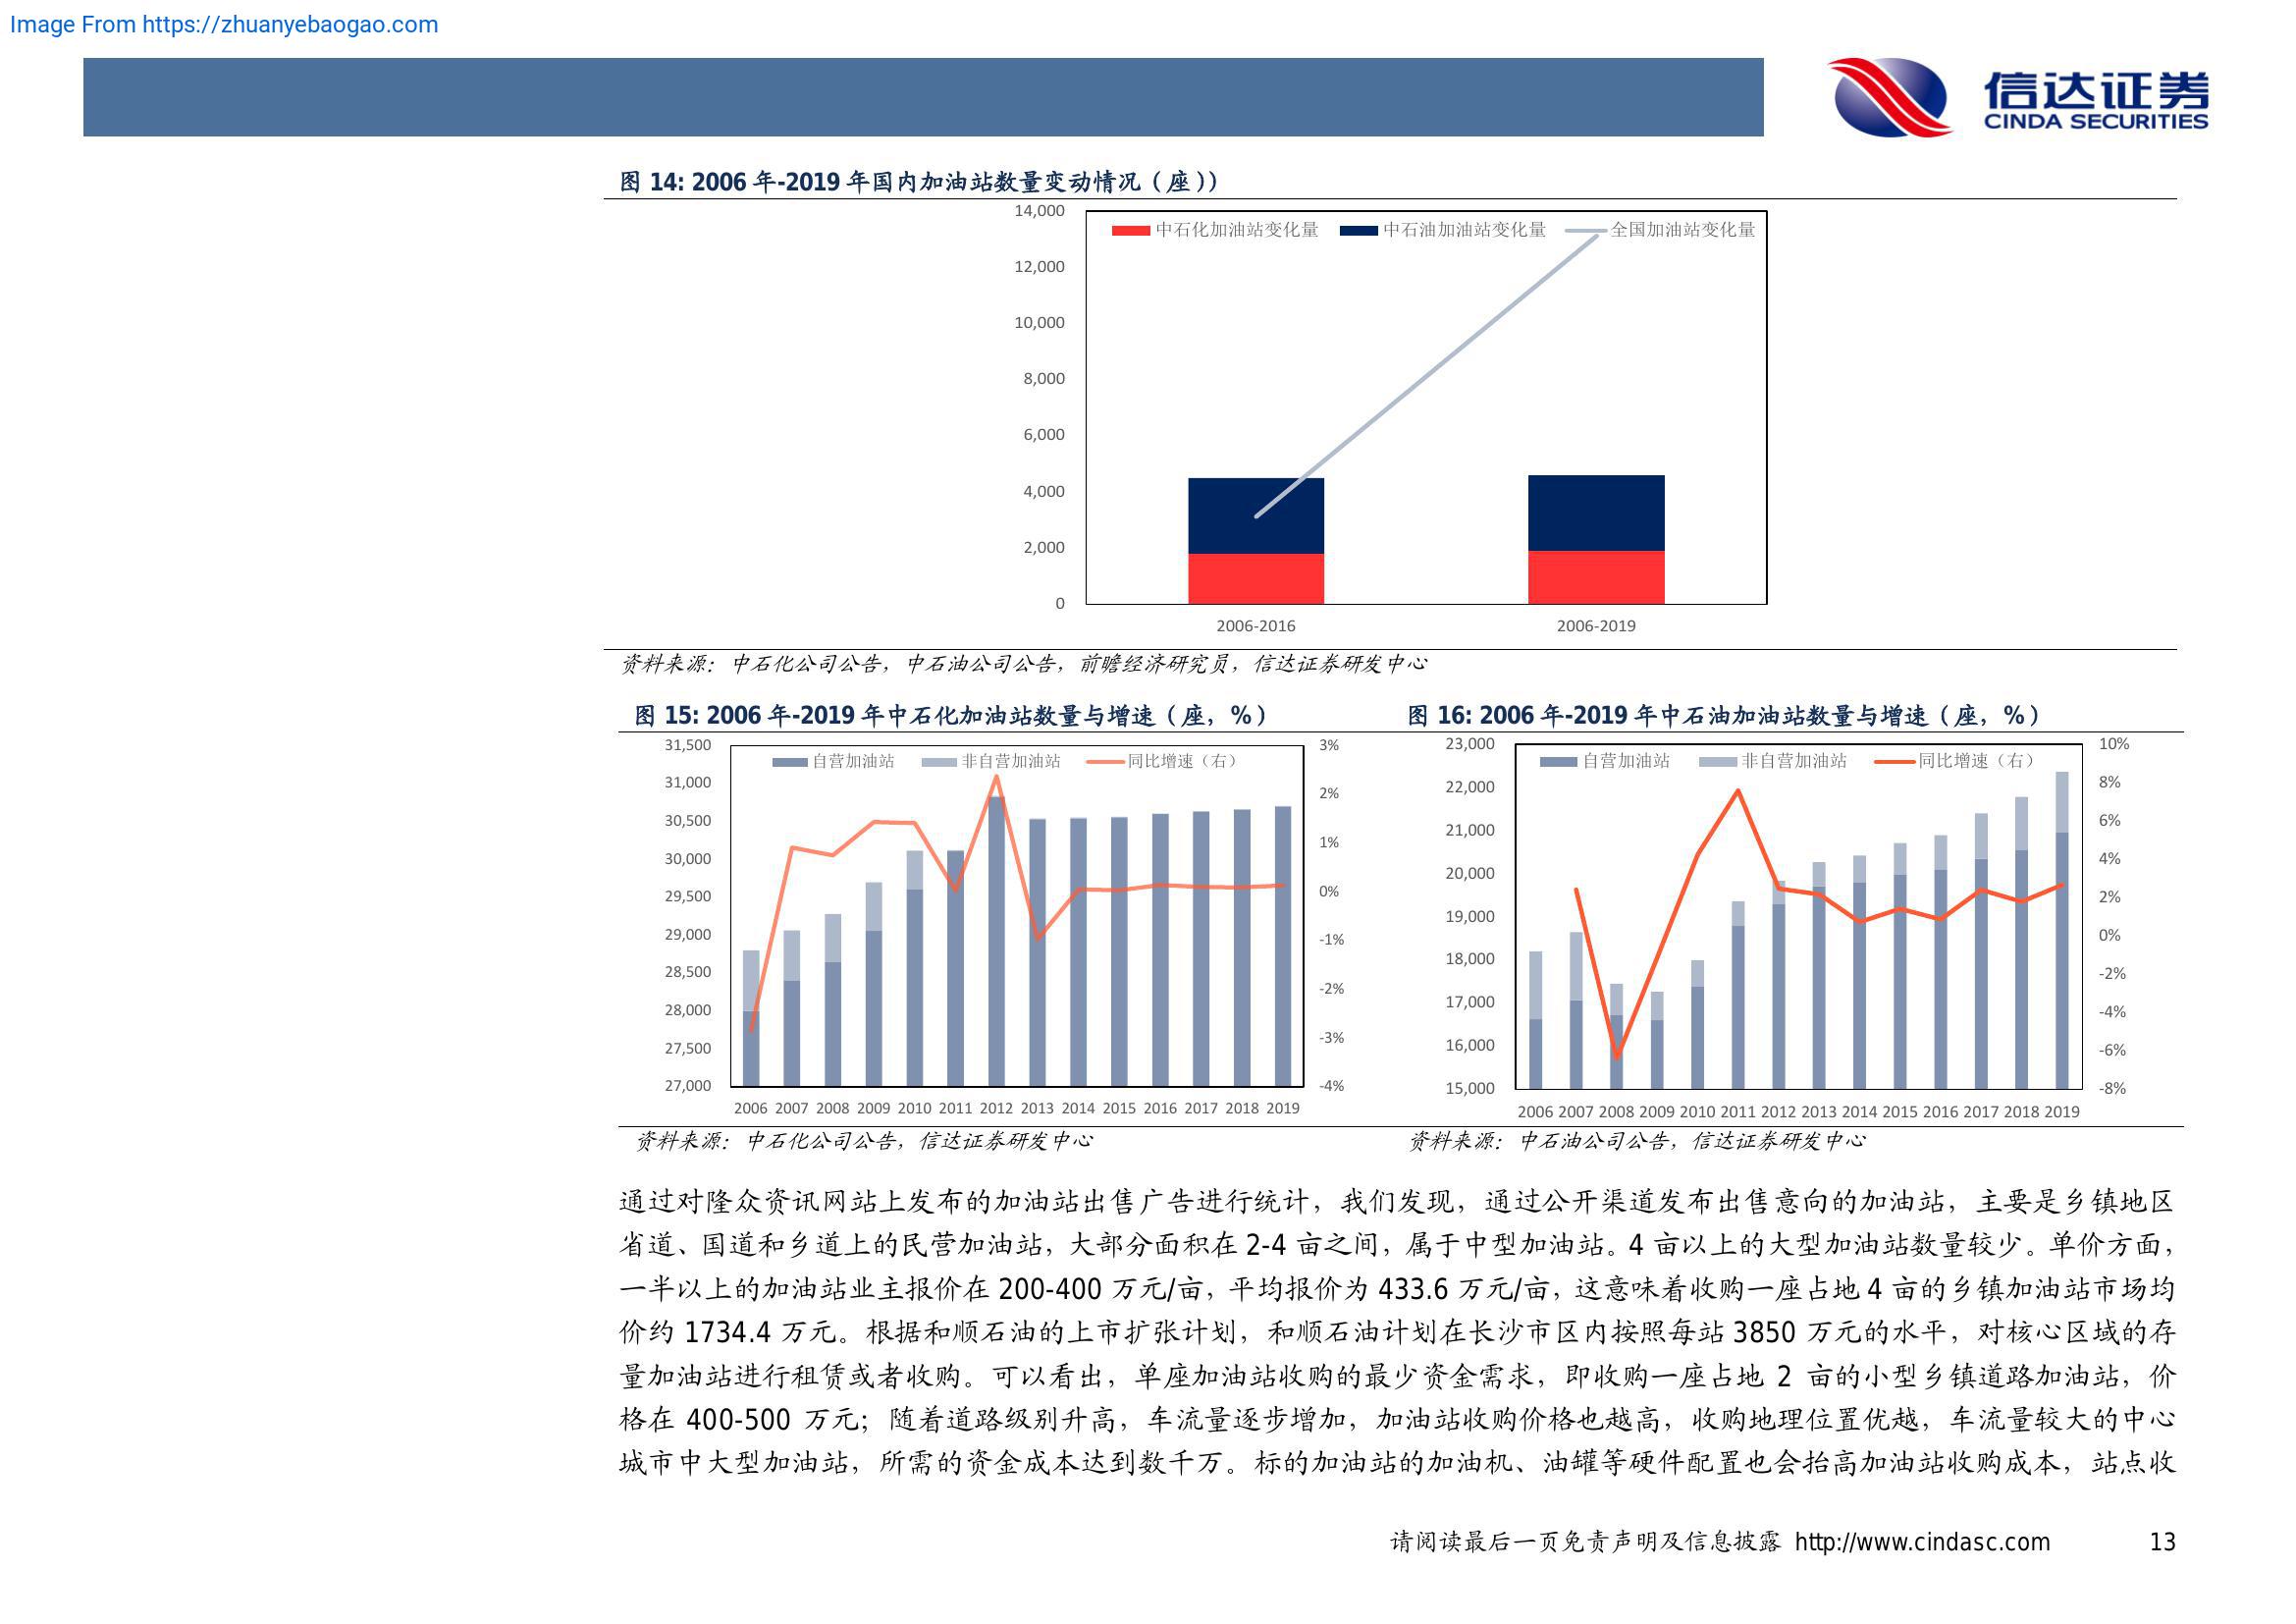 Image From https://zhuanyebaogao.com
信达证券
CINDA SECURITIES
图 14: 2006 年-2019 年国内加油站数量变动情况（座））
14,000
中石化加油站变化量 中石油加油站变化量 全国加油站变化量
12,000
10,000
8,000
6,000
4,000
2,000
0
2006-2016 2006-2019
资料来源：中石化公司公告，中石油公司公告，前瞻经济研究员，信达证券研发中心
图 15: 2006 年-2019 年中石化加油站数量与增速（座，%）
31,500 3%
自营加油站 非自营加油站 同比增速（右）
31,000
2%
30,500
1%
30,000
0%
29,500
29,000
-1%
28,500
-2%
28,000
-3%
27,500
27,000 -4%
2006 2007 2008 2009 2010 2011 2012 2013 2014 2015 2016 2017 2018 2019
资料来源：中石化公司公告，信达证券研发中心
图 16: 2006 年-2019 年中石油加油站数量与增速（座，%）
23,000 10%
自营加油站 非自营加油站 同比增速（右）
22,000 8%
21,000 6%
20,000 4%
19,000 2%
0%
18,000 -2%
17,000 -4%
16,000 -6%
15,000 -8%
2006 2007 2008 2009 2010 2011 2012 2013 2014 2015 2016 2017 2018 2019
资料来源：中石油公司公告，信达证券研发中心
通过对隆众资讯网站上发布的加油站出售广告进行统计，我们发现，通过公开渠道发布出售意向的加油站，主要是乡镇地区
省道、国道和乡道上的民营加油站，大部分面积在 2-4 亩之间，属于中型加油站。4 亩以上的大型加油站数量较少。单价方面，
一半以上的加油站业主报价在 200-400 万元/亩，平均报价为 433.6 万元/亩，这意味着收购一座占地 4 亩的乡镇加油站市场均
价约 1734.4 万元。根据和顺石油的上市扩张计划，和顺石油计划在长沙市区内按照每站 3850 万元的水平，对核心区域的存
量加油站进行租赁或者收购。可以看出，单座加油站收购的最少资金需求，即收购一座占地 2 亩的小型乡镇道路加油站，价
格在 400-500 万元；随着道路级别升高，车流量逐步增加，加油站收购价格也越高，收购地理位置优越，车流量较大的中心
城市中大型加油站，所需的资金成本达到数千万。标的加油站的加油机、油罐等硬件配置也会抬高加油站收购成本，站点收
请阅读最后一页免责声明及信息披露 http://www.cindasc.com 13